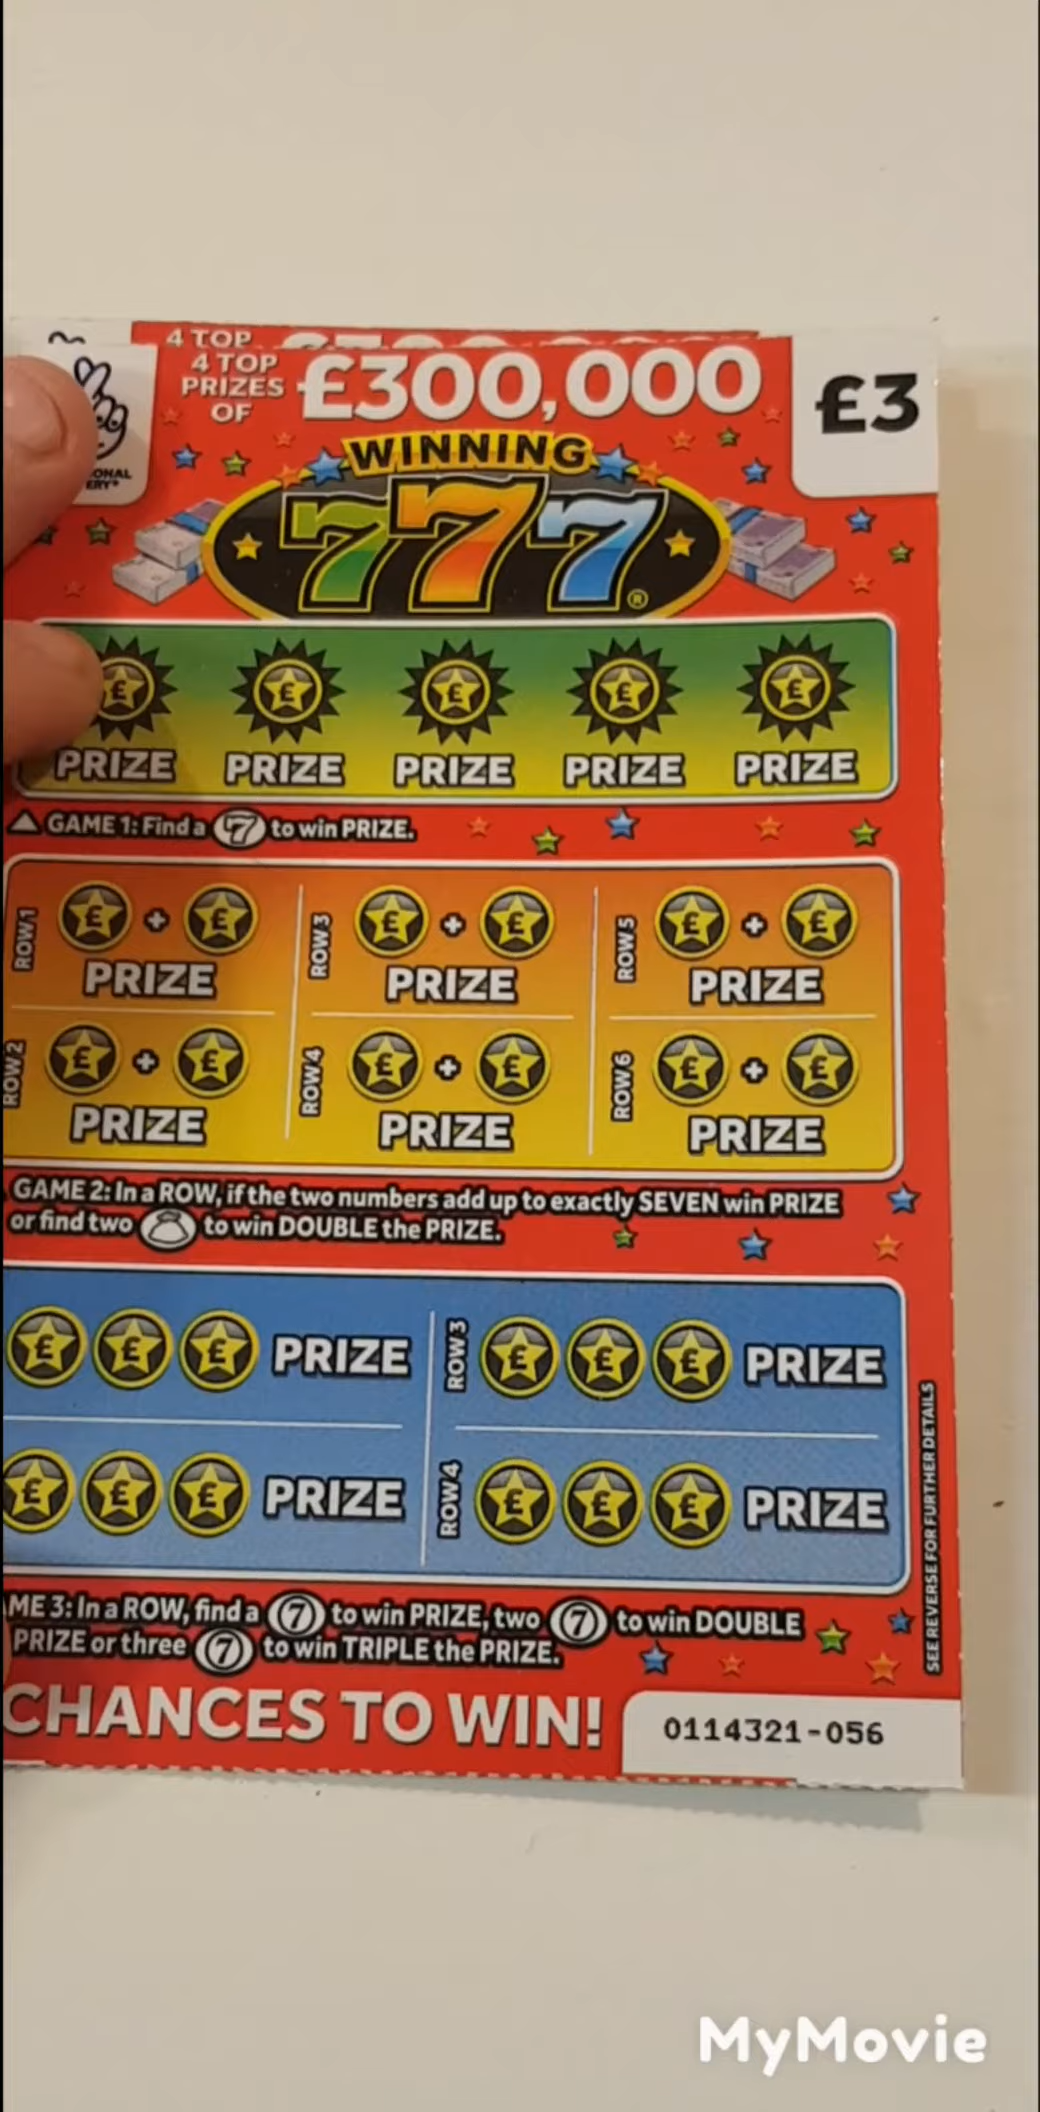 4 TOP
4 TOP
PRIZES
OF
£300,000
£3
WINNING
777®
£ £ £ £ £
PRIZE PRIZE PRIZE PRIZE PRIZE
GAME 1: Find a 7 to win PRIZE.
ROW 1 £ + £ ROW 3 £ + £ ROW 5 £ + £
PRIZE PRIZE PRIZE
ROW 2 £ + £ ROW 4 £ + £ ROW 6 £ + £
PRIZE PRIZE PRIZE
GAME 2: In a ROW, if the two numbers add up to exactly SEVEN win PRIZE
or find two to win DOUBLE the PRIZE.
£ £ £ PRIZE ROW 3 £ £ £ PRIZE
£ £ £ PRIZE ROW 4 £ £ £ PRIZE
SEE REVERSE FOR FURTHER DETAILS
ME 3: In a ROW, find a 7 to win PRIZE, two 7 to win DOUBLE
PRIZE or three 7 to win TRIPLE the PRIZE.
CHANCES TO WIN!
0114321-056
MyMovie